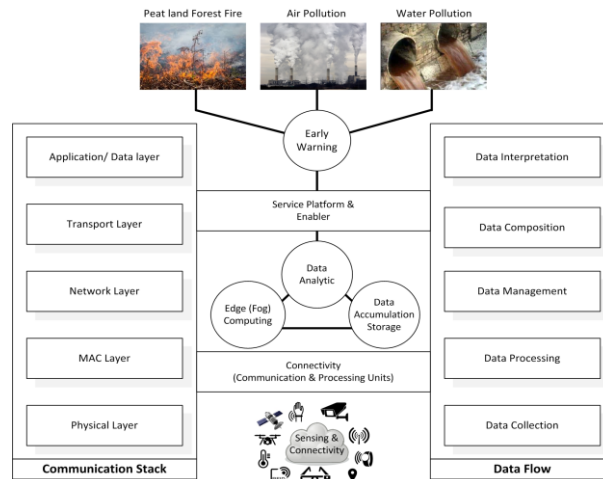 Peat land Forest Fire
Air Pollution
Water Pollution
Early
Warning
Application/ Data layer
Transport Layer
Network Layer
MAC Layer
Physical Layer
Communication Stack
Service Platform &
Enabler
Data
Analytic
Edge (Fog)
Computing
Data
Accumulation
Storage
Connectivity
(Communication & Processing Units)
Sensing &
Connectivity
Data Interpretation
Data Composition
Data Management
Data Processing
Data Collection
Data Flow